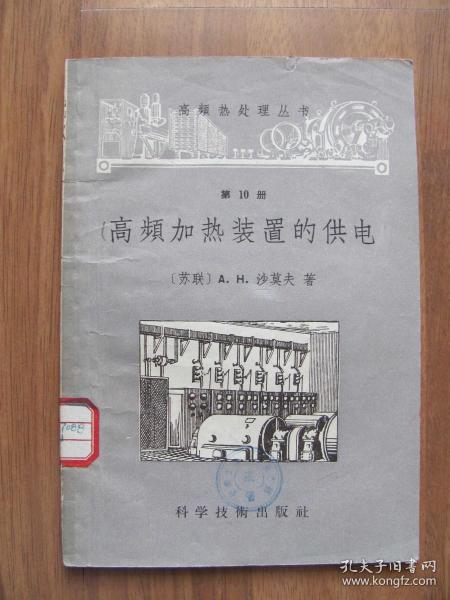 高頻热处理丛书
第10册
高頻加热装置的供电
〔苏联〕A. H. 沙莫夫 著
7088
科学技術出版社
孔夫子旧书网
www.kongfz.com